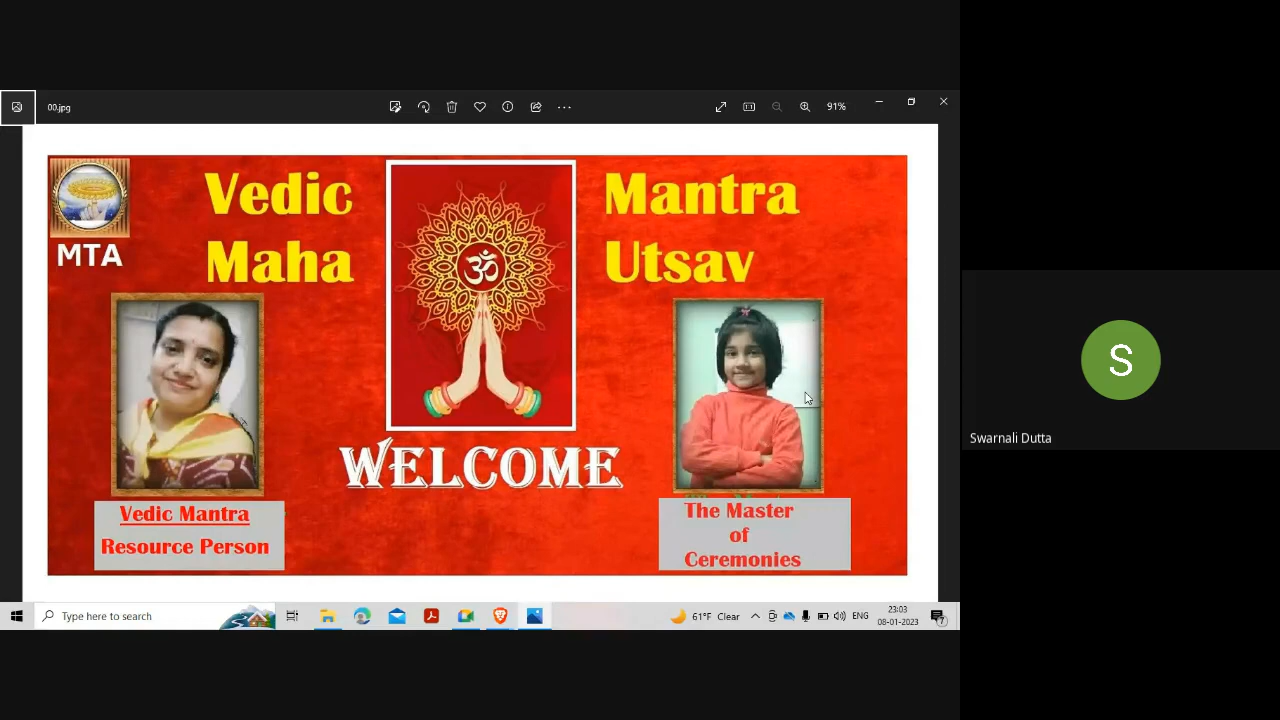 00.jpg
91%
Vedic
Maha
Mantra
Utsav
MTA
ॐ
WELCOME
Vedic Mantra
Resource Person
The Master
of
Ceremonies
S
Swarnali Dutta
Type here to search
61°F Clear
ENG
23:03
08-01-2023
7